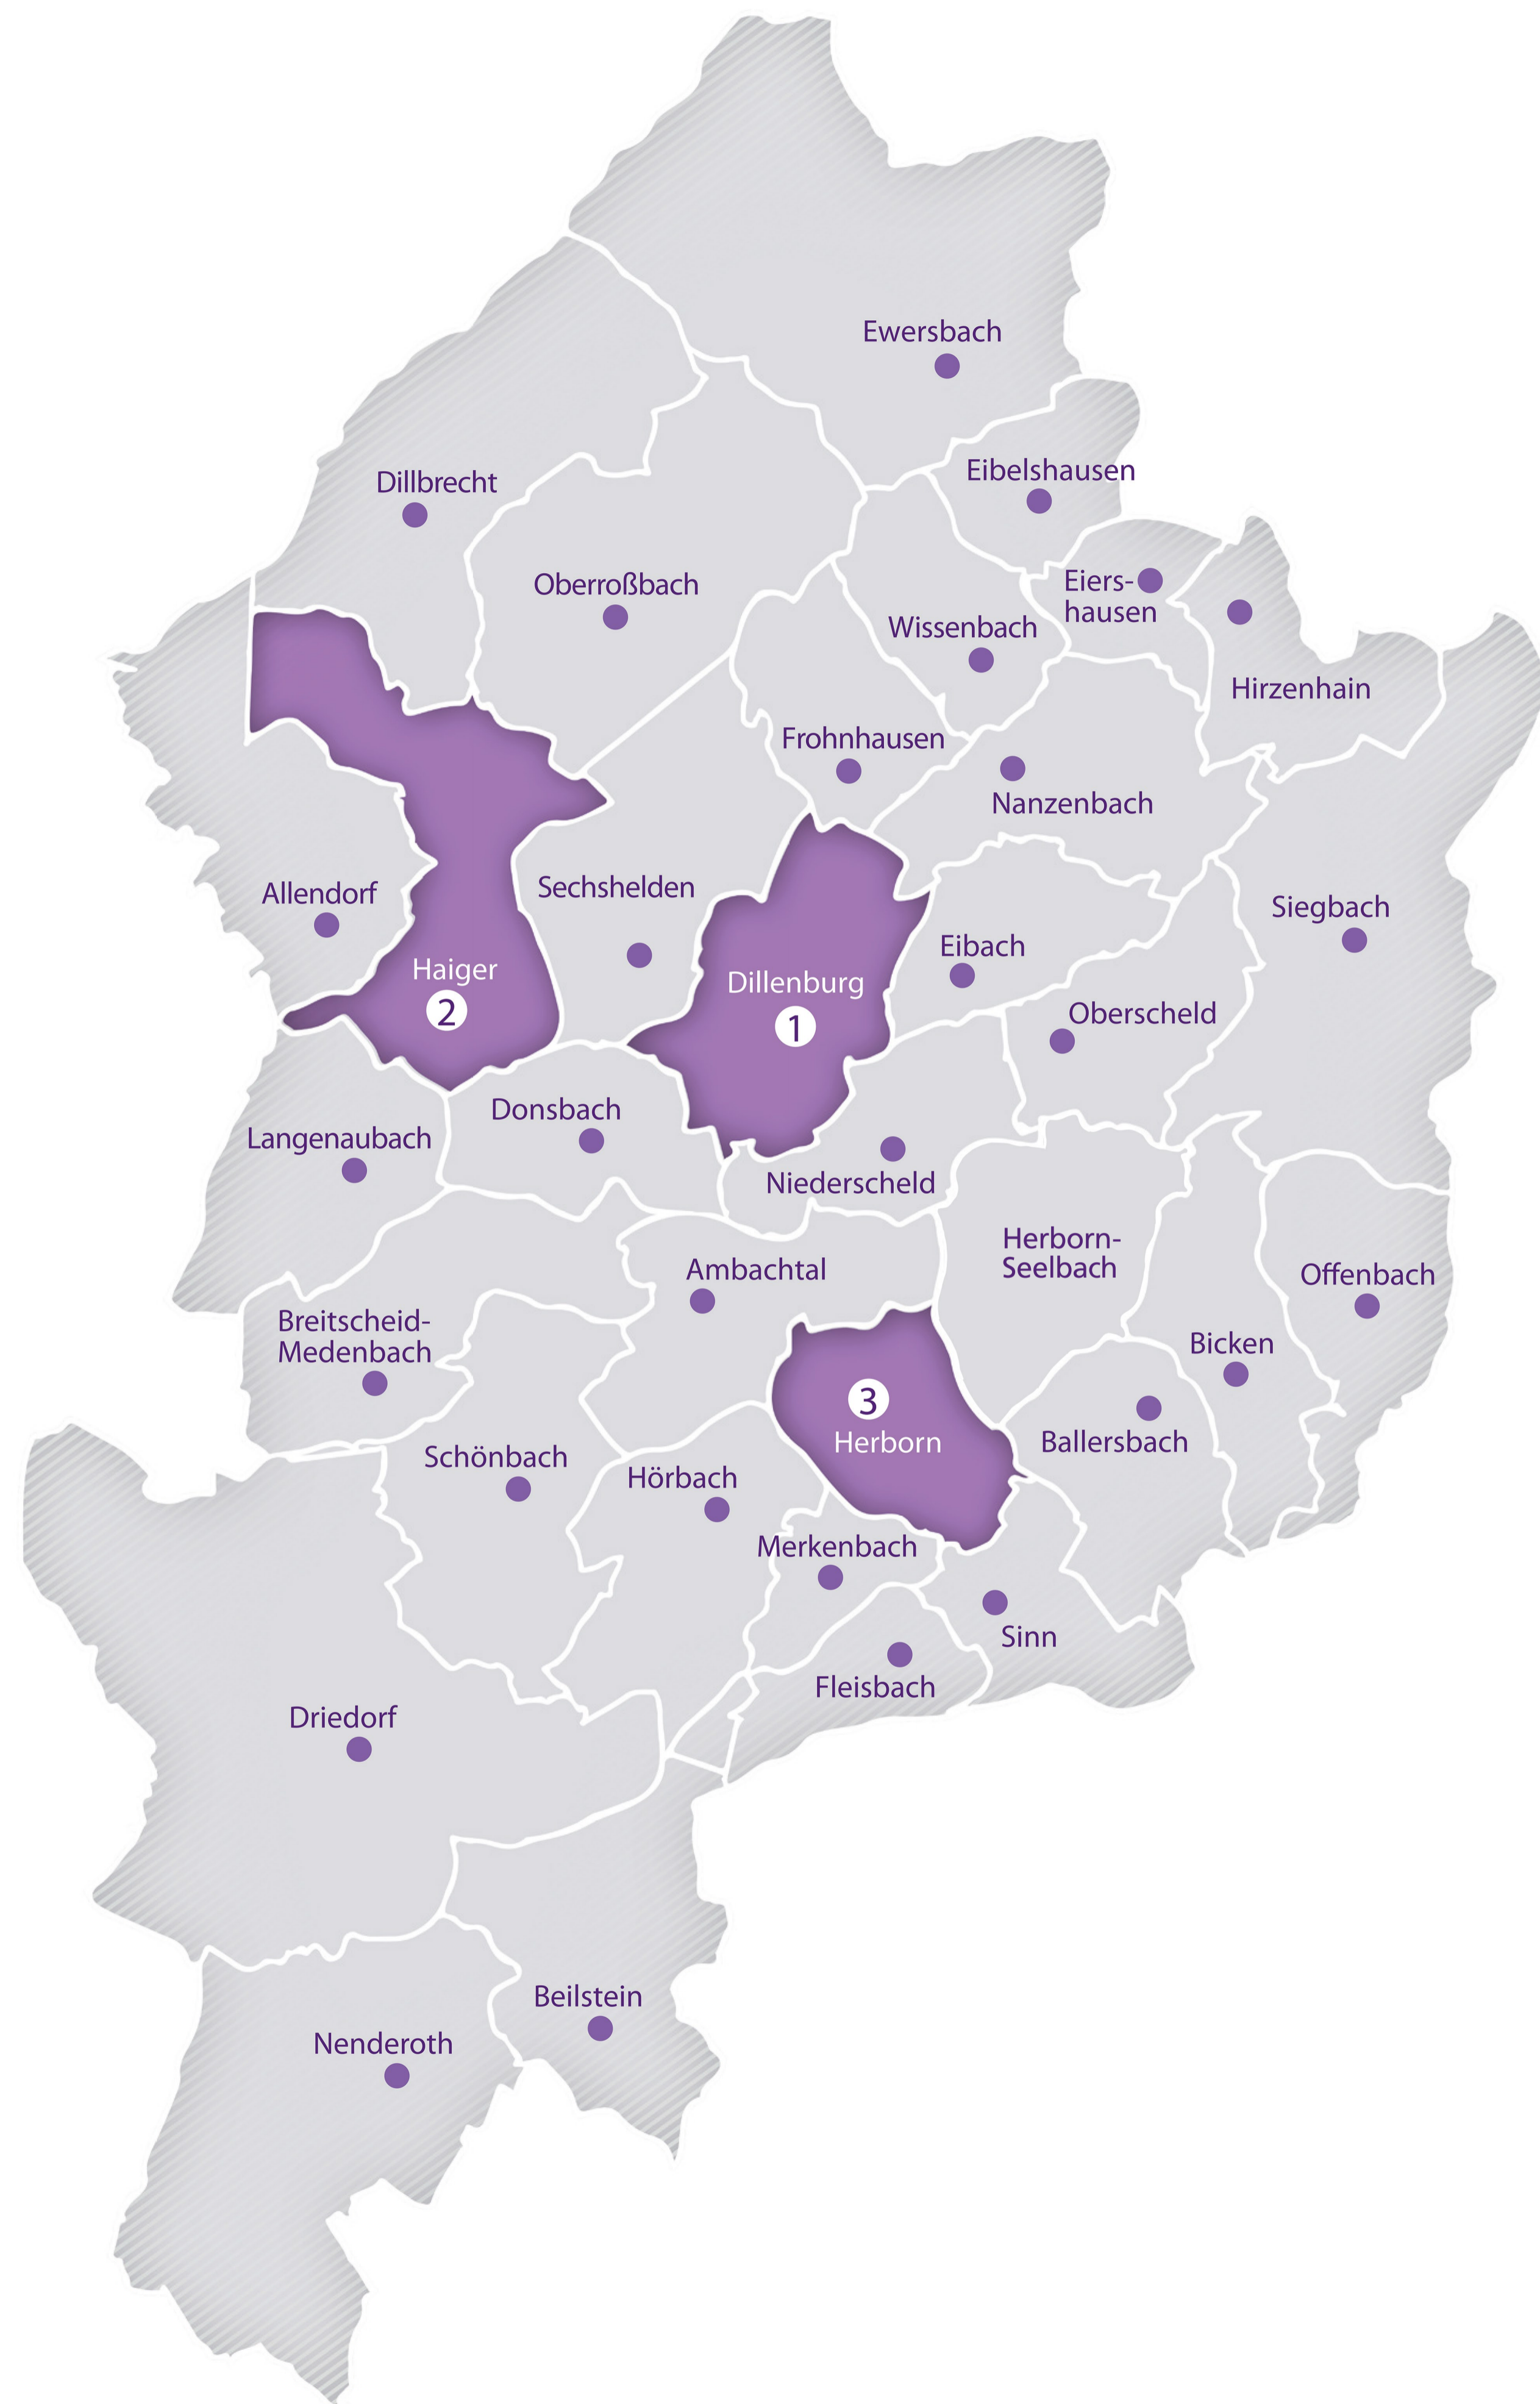 Ewersbach
Eibelshausen
Dillbrecht
Eiers-
hausen
Oberroßbach
Wissenbach
Hirzenhain
Frohnhausen
Nanzenbach
Allendorf
Sechshelden
Siegbach
Eibach
Haiger
2
Dillenburg
1
Oberscheld
Donsbach
Langenaubach
Niederscheld
Herborn-
Seelbach
Ambachtal
Offenbach
Breitscheid-
Medenbach
Bicken
3
Herborn
Ballersbach
Schönbach
Hörbach
Merkenbach
Sinn
Fleisbach
Driedorf
Beilstein
Nenderoth